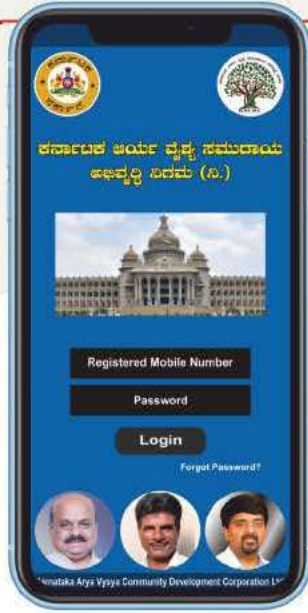 ಕರ್ನಾಟಕ ಆರ್ಯ ವೈಶ್ಯ ಸಮುದಾಯ
ಅಭಿವೃದ್ಧಿ ನಿಗಮ (ನಿ.)
Registered Mobile Number
Password
Login
Forgot Password?
Karnataka Arya Vysya Community Development Corporation Ltd